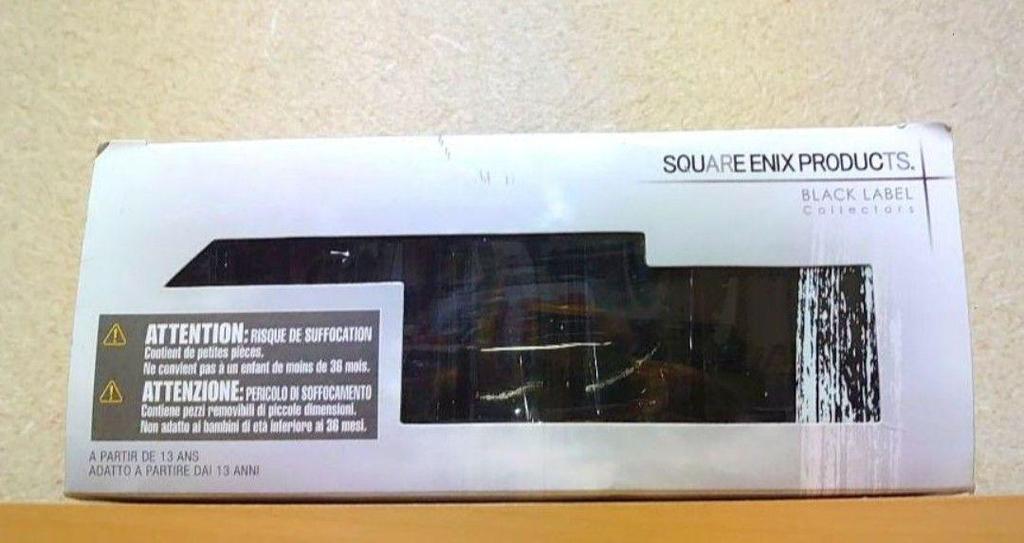 SQUARE ENIX PRODUCTS.
BLACK LABEL
Collectors
ATTENTION: RISQUE DE SUFFOCATION
Contient de petites pièces.
Ne convient pas à un enfant de moins de 36 mois.
ATTENZIONE: PERICOLO DI SOFFOCAMENTO
Contiene pezzi removibili di piccole dimensioni.
Non adatto ai bambini di età inferiore ai 36 mesi.
A PARTIR DE 13 ANS
ADATTO A PARTIRE DAI 13 ANNI